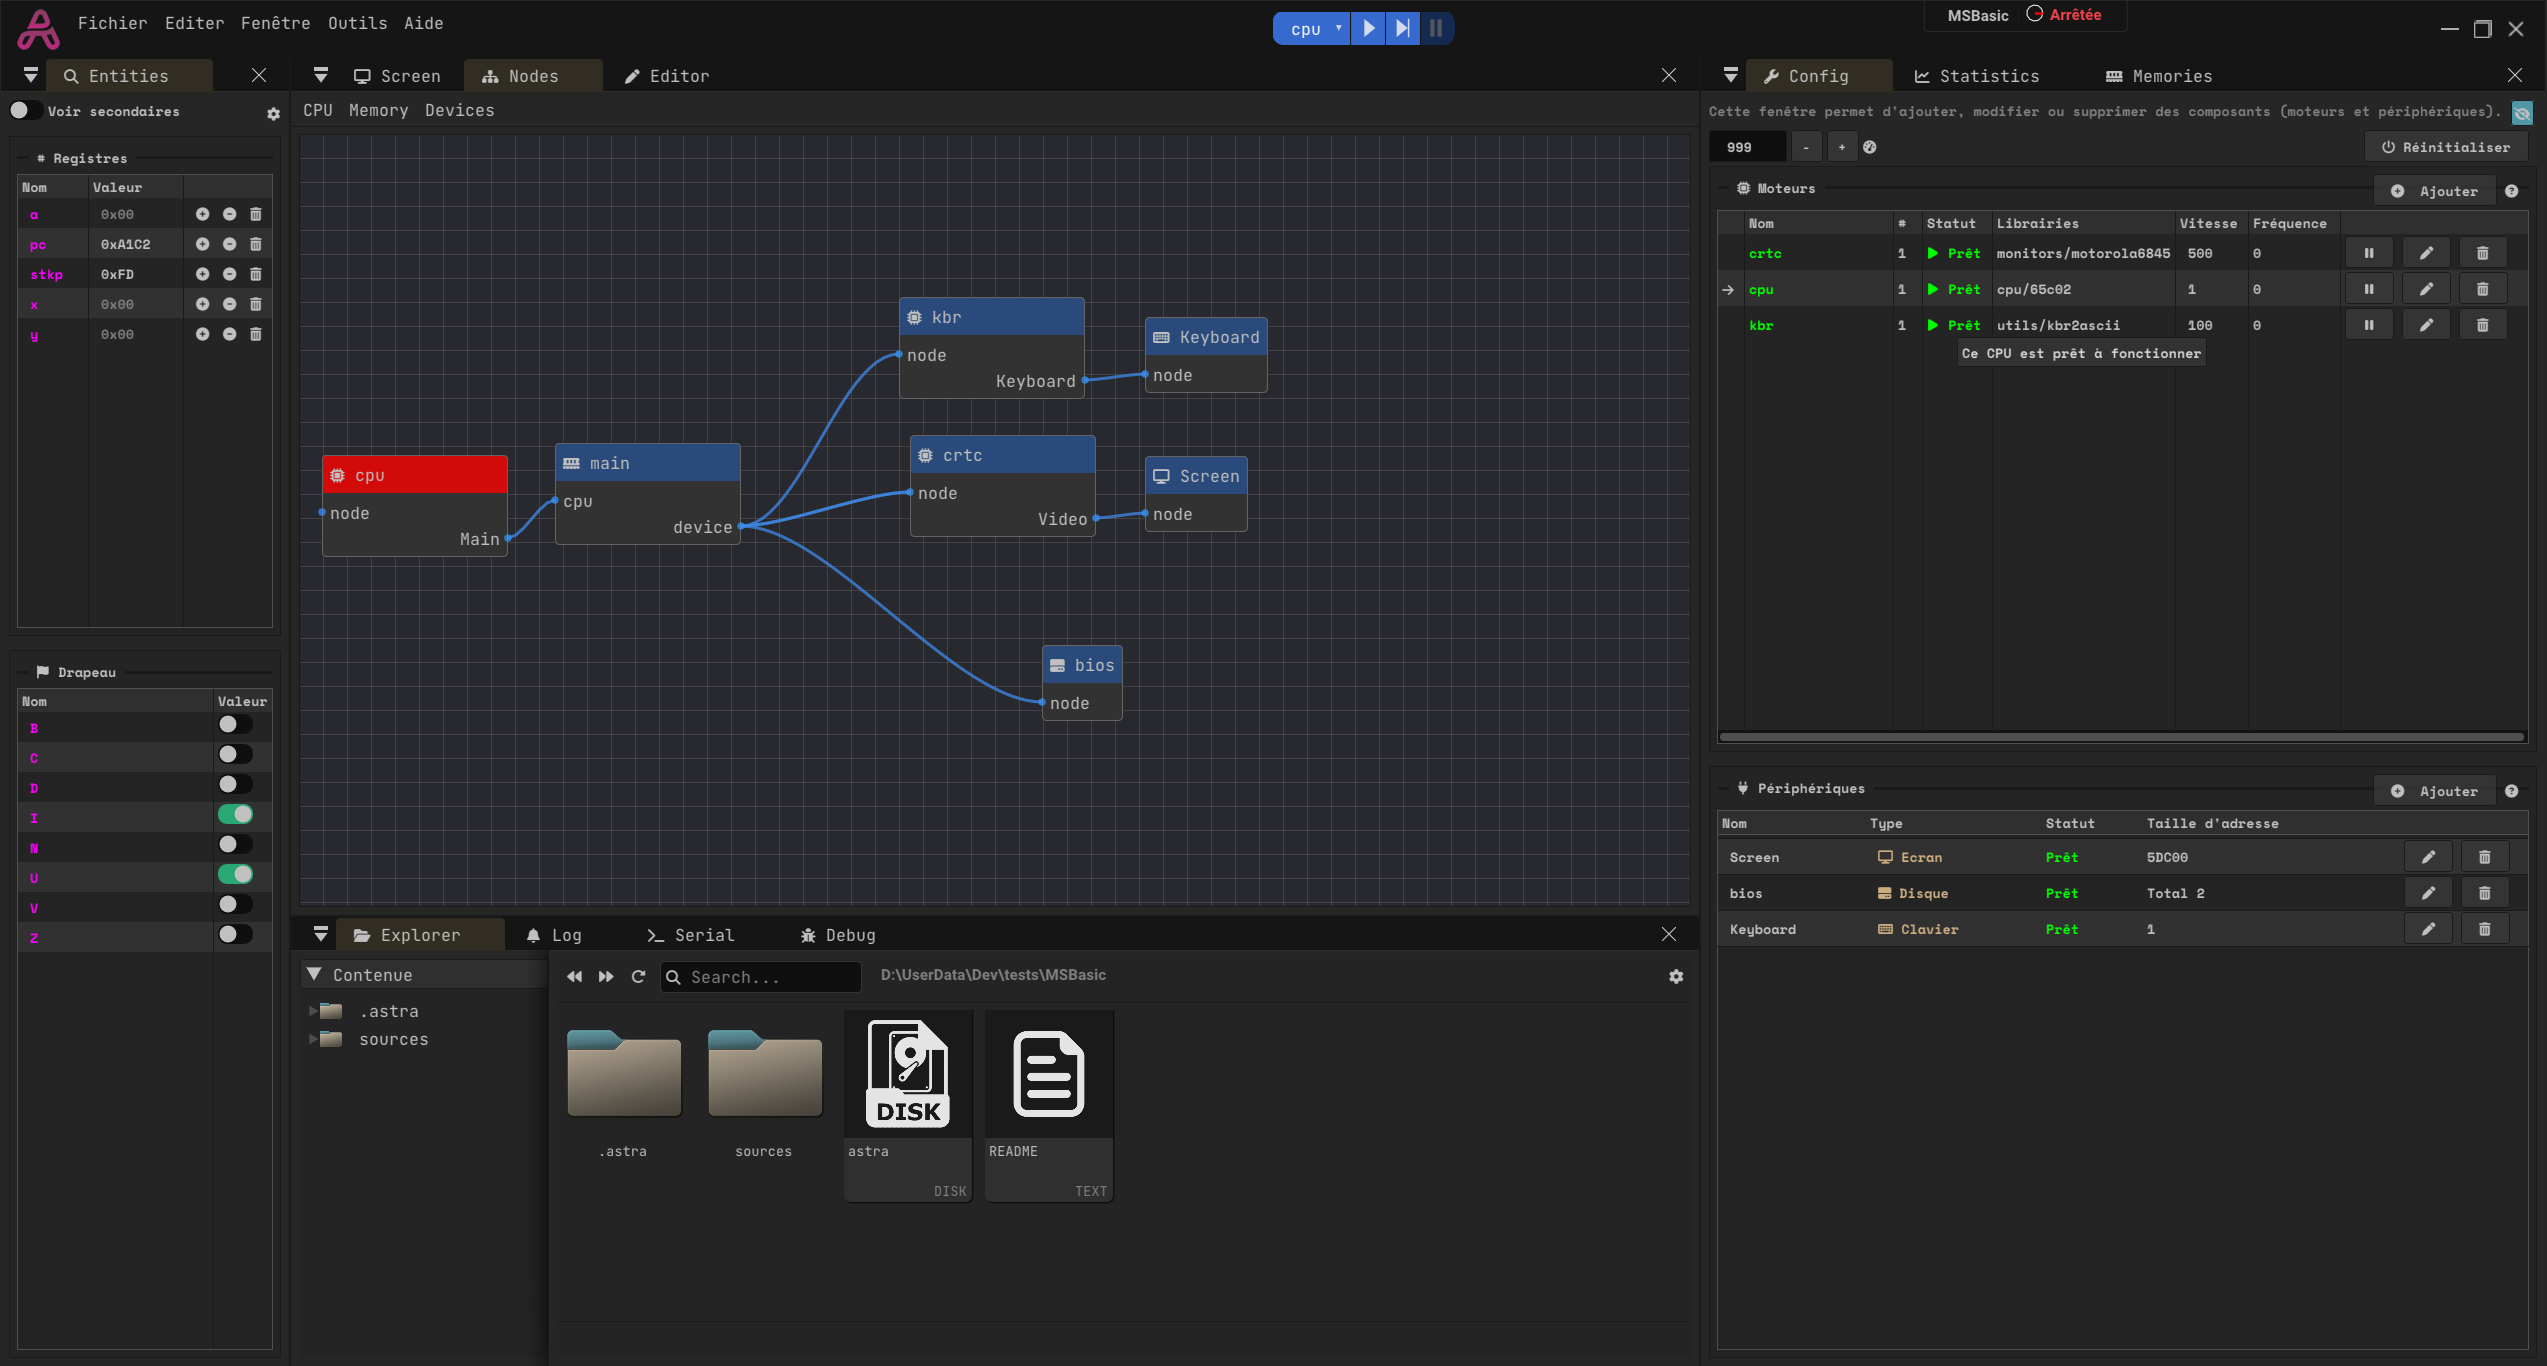 Fichier Editer Fenêtre Outils Aide
cpu
MSBasic Arrêtée
Entities
Voir secondaires
# Registres
Nom Valeur
a 0x00
pc 0xA1C2
stkp 0xFD
x 0x00
y 0x00
Drapeau
Nom Valeur
B
C
D
I
N
U
V
Z
Screen Nodes Editor
CPU Memory Devices
kbr
node
Keyboard
Keyboard
node
cpu
node
Main
main
cpu
device
crtc
node
Video
Screen
node
bios
node
Explorer Log Serial Debug
Contenue
.astra
sources
Search...
D:\UserData\Dev\tests\MSBasic
.astra
sources
DISK
astra
DISK
README
TEXT
Config Statistics Memories
Cette fenêtre permet d'ajouter, modifier ou supprimer des composants (moteurs et périphériques).
999 - + Réinitialiser
Moteurs Ajouter
Nom # Statut Librairies Vitesse Fréquence
crtc 1 Prêt monitors/motorola6845 500 0
cpu 1 Prêt cpu/65c02 1 0
kbr 1 Prêt utils/kbr2ascii 100 0
Ce CPU est prêt à fonctionner
Périphériques Ajouter
Nom Type Statut Taille d'adresse
Screen Ecran Prêt 5DC00
bios Disque Prêt Total 2
Keyboard Clavier Prêt 1